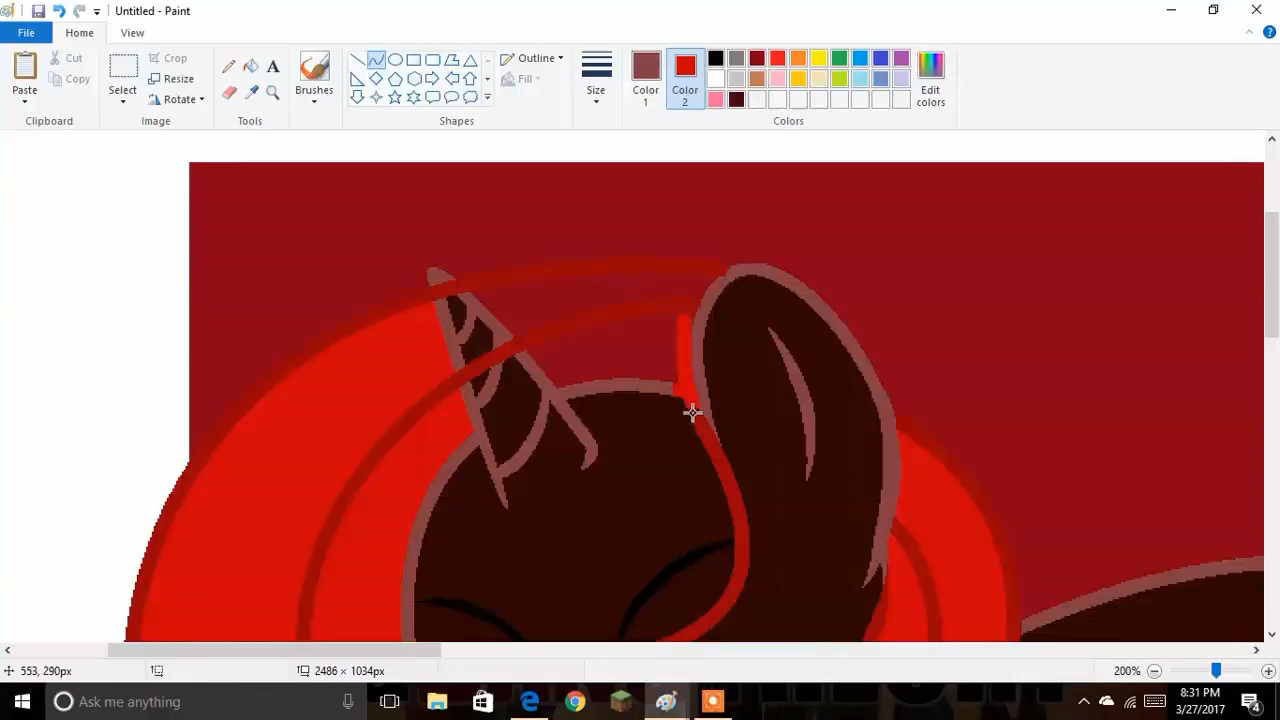 Untitled - Paint
File Home View
Paste Cut Copy
Clipboard
Select Crop Resize Rotate
Image
A
Tools
Brushes
Outline Fill
Shapes
Size
Color 1 Color 2 Edit colors
Colors
553, 290px 2486 × 1034px 200%
Ask me anything
8:31 PM
3/27/2017
4